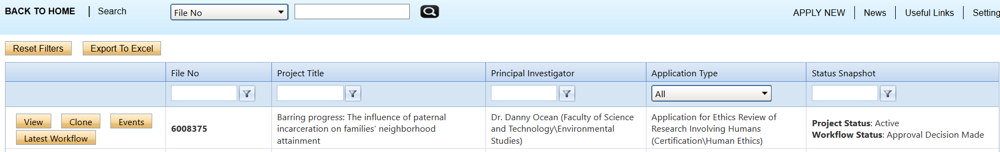 BACK TO HOME | Search File No APPLY NEW News Useful Links Setting
Reset Filters Export To Excel
File No Project Title Principal Investigator Application Type Status Snapshot
All
View Clone Events
Latest Workflow
6008375
Barring progress: The influence of paternal
incarceration on families’ neighborhood
attainment
Dr. Danny Ocean (Faculty of Science
and Technology\Environmental
Studies)
Application for Ethics Review of
Research Involving Humans
(Certification\Human Ethics)
Project Status: Active
Workflow Status: Approval Decision Made